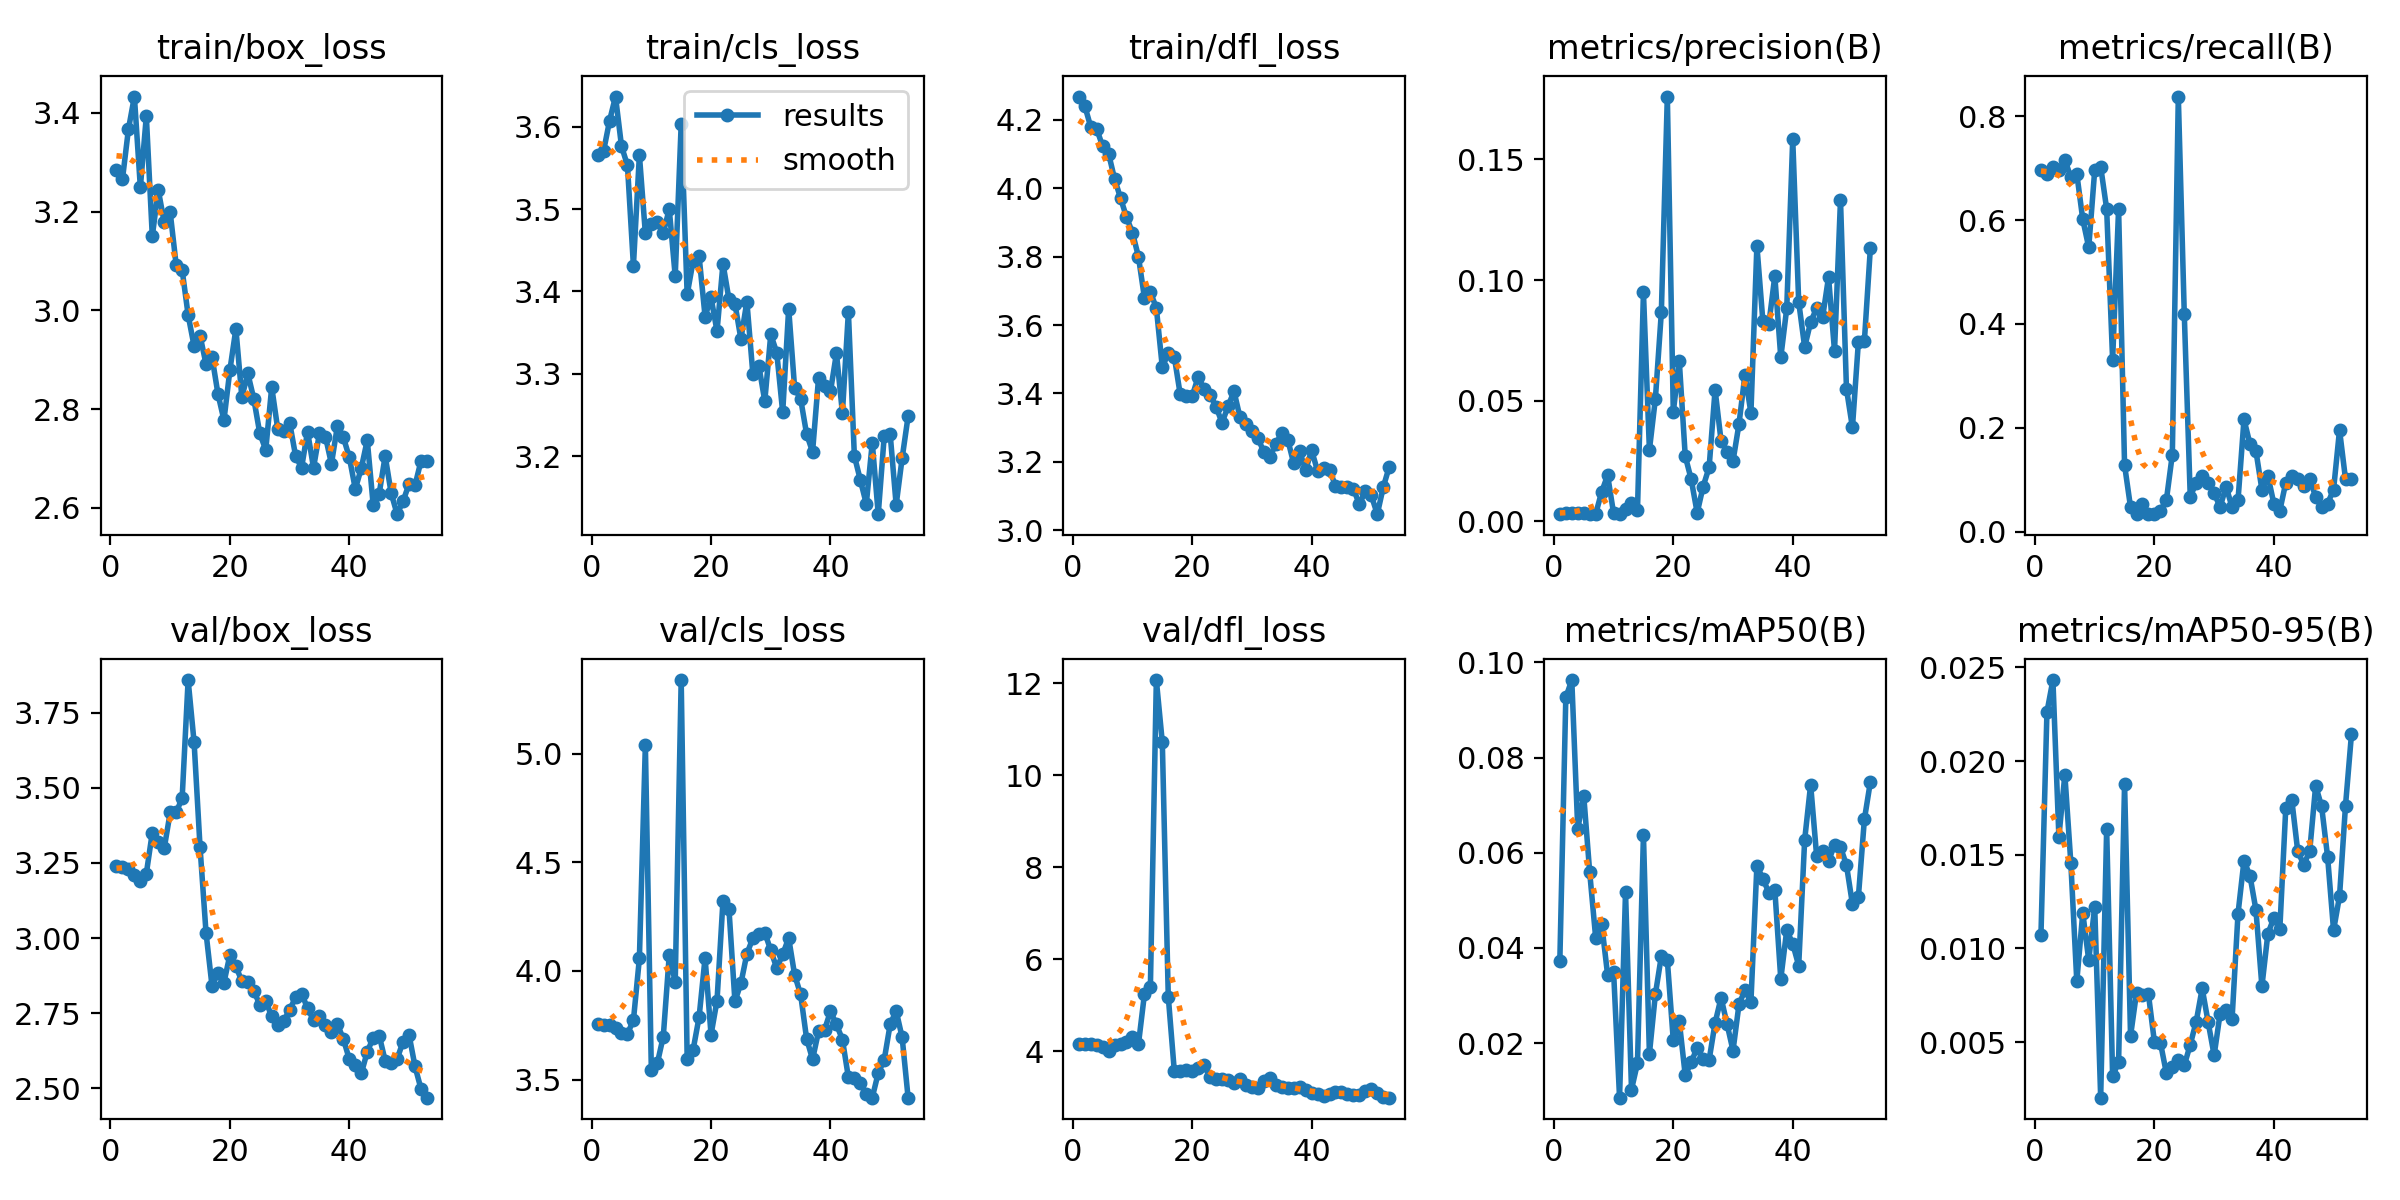 train/box_loss
train/cls_loss
train/dfl_loss
metrics/precision(B)
metrics/recall(B)
3.4
3.2
3.0
2.8
2.6
0 20 40
results
smooth
3.6
3.5
3.4
3.3
3.2
0 20 40
4.2
4.0
3.8
3.6
3.4
3.2
3.0
0 20 40
0.15
0.10
0.05
0.00
0 20 40
0.8
0.6
0.4
0.2
0.0
0 20 40
val/box_loss
val/cls_loss
val/dfl_loss
metrics/mAP50(B)
metrics/mAP50-95(B)
3.75
3.50
3.25
3.00
2.75
2.50
0 20 40
5.0
4.5
4.0
3.5
0 20 40
12
10
8
6
4
0 20 40
0.10
0.08
0.06
0.04
0.02
0 20 40
0.025
0.020
0.015
0.010
0.005
0 20 40